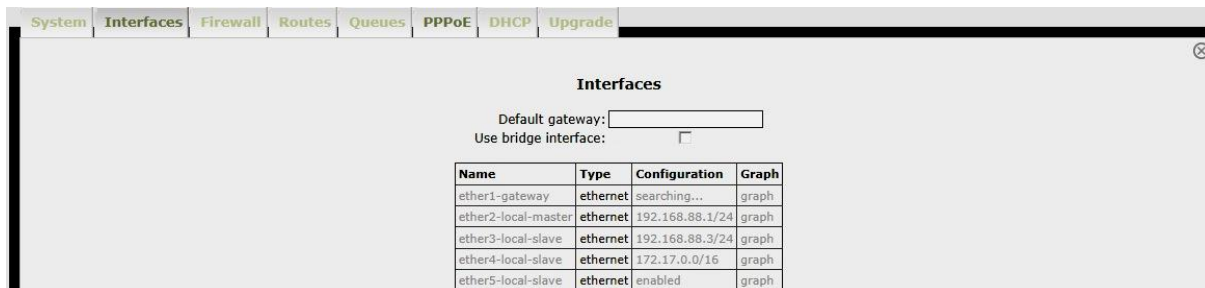 System Interfaces Firewall Routes Queues PPPoE DHCP Upgrade
Interfaces
Default gateway:
Use bridge interface:
Name Type Configuration Graph
ether1-gateway ethernet searching... graph
ether2-local-master ethernet 192.168.88.1/24 graph
ether3-local-slave ethernet 192.168.88.3/24 graph
ether4-local-slave ethernet 172.17.0.0/16 graph
ether5-local-slave ethernet enabled graph